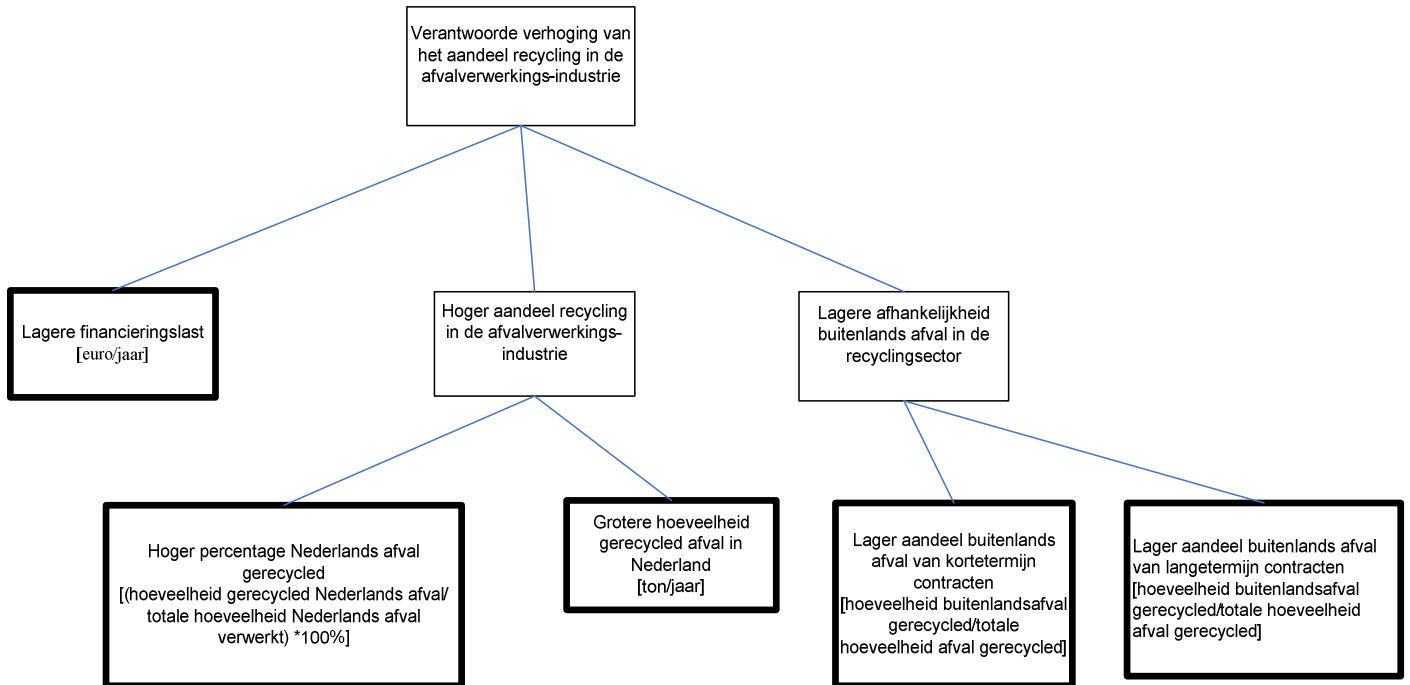 Verantwoorde verhoging van
het aandeel recycling in de
afvalverwerkings-industrie
Lagere financieringslast
[euro/jaar]
Hoger aandeel recycling
in de afvalverwerkings-
industrie
Lagere afhankelijkheid
buitenlands afval in de
recyclingsector
Hoger percentage Nederlands afval
gerecycled
[(hoeveelheid gerecycled Nederlands afval/
totale hoeveelheid Nederlands afval
verwerkt) *100%]
Grotere hoeveelheid
gerecycled afval in
Nederland
[ton/jaar]
Lager aandeel buitenlands
afval van kortetermijn
contracten
[hoeveelheid buitenlandsafval
gerecycled/totale
hoeveelheid afval gerecycled]
Lager aandeel buitenlands afval
van langetermijn contracten
[hoeveelheid buitenlandsafval
gerecycled/totale hoeveelheid
afval gerecycled]